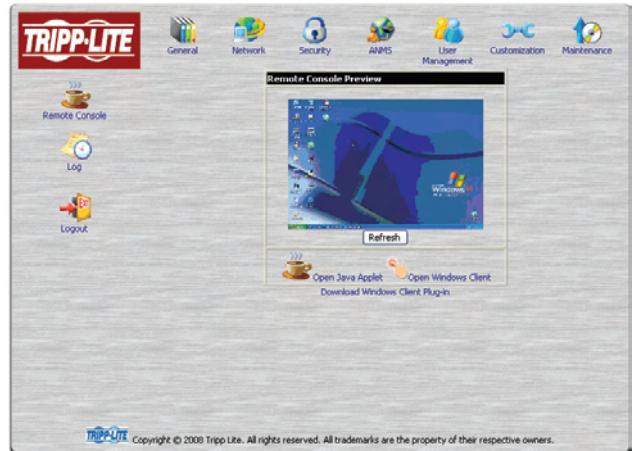 TRIPP·LITE
General Network Security ANMS User Management Customization Maintenance
Remote Console Preview
Remote Console
Log
Exit
Logout
Windows
Refresh
Open Java Applet Open Windows Client
Download Windows Client Plug-in
TRIPP·LITE Copyright © 2008 Tripp Lite. All rights reserved. All trademarks are the property of their respective owners.